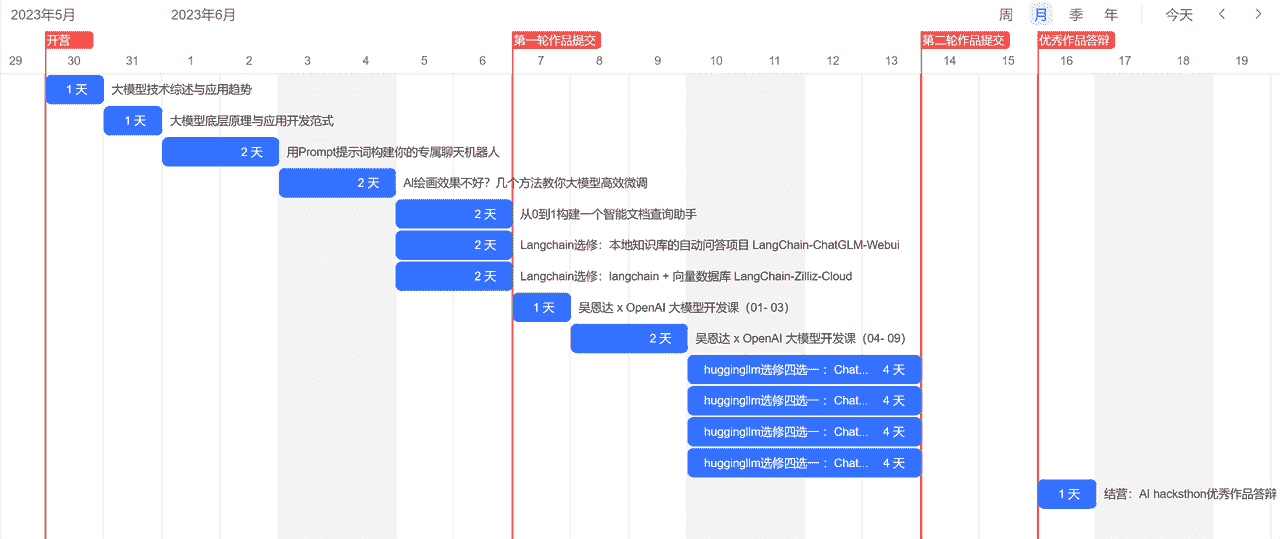 2023年5月 2023年6月 周 月 季 年 今天
开营 第一轮作品提交 第二轮作品提交 优秀作品答辩
29 30 31 1 2 3 4 5 6 7 8 9 10 11 12 13 14 15 16 17 18 19
1 天 大模型技术综述与应用趋势
1 天 大模型底层原理与应用开发范式
2 天 用Prompt提示词构建你的专属聊天机器人
2 天 AI绘画效果不好？几个方法教你大模型高效微调
2 天 从0到1构建一个智能文档查询助手
2 天 Langchain选修：本地知识库的自动问答项目 LangChain-ChatGLM-Webui
2 天 Langchain选修：langchain + 向量数据库 LangChain-Zilliz-Cloud
1 天 吴恩达 x OpenAI 大模型开发课（01- 03）
2 天 吴恩达 x OpenAI 大模型开发课（04- 09）
huggingllm选修四选一 ：Chat... 4 天
huggingllm选修四选一 ：Chat... 4 天
huggingllm选修四选一 ：Chat... 4 天
huggingllm选修四选一 ：Chat... 4 天
1 天 结营：AI hacksthon优秀作品答辩